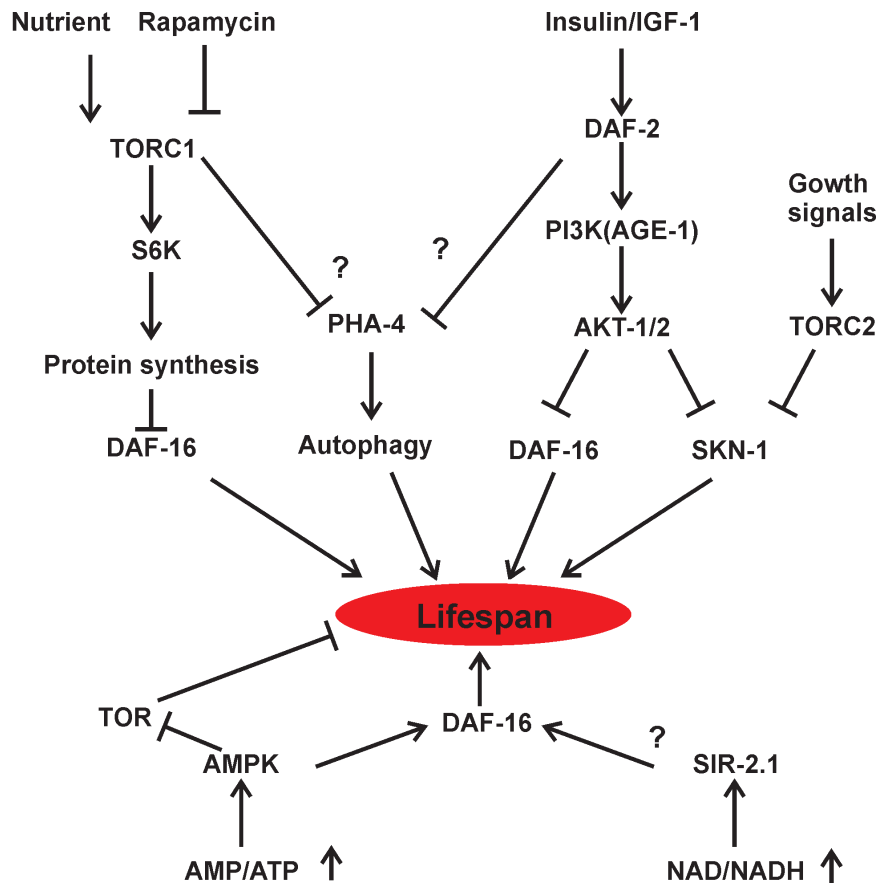 Nutrient
Rapamycin
Insulin/IGF-1
TORC1
DAF-2
Gowth
signals
S6K
PI3K(AGE-1)
?
?
PHA-4
AKT-1/2
TORC2
Protein synthesis
DAF-16
Autophagy
DAF-16
SKN-1
Lifespan
TOR
DAF-16
?
AMPK
SIR-2.1
AMP/ATP
NAD/NADH